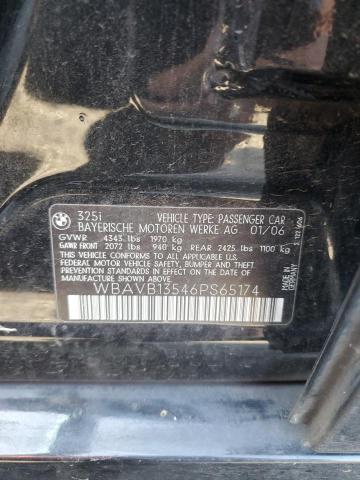 325i VEHICLE TYPE: PASSENGER CAR
BAYERISCHE MOTOREN WERKE AG 01/06
GVWR 4343 lbs 1970 kg
GAWR FRONT 2072 lbs 940 kg REAR 2425 lbs 1100 kg
THIS VEHICLE CONFORMS TO ALL APPLICABLE
FEDERAL MOTOR VEHICLE SAFETY, BUMPER AND
THEFT PREVENTION STANDARDS IN EFFECT ON THE DATE OF
MANUFACTURE SHOWN ABOVE.
WBAVB13546PS65174
MADE IN
GERMANY